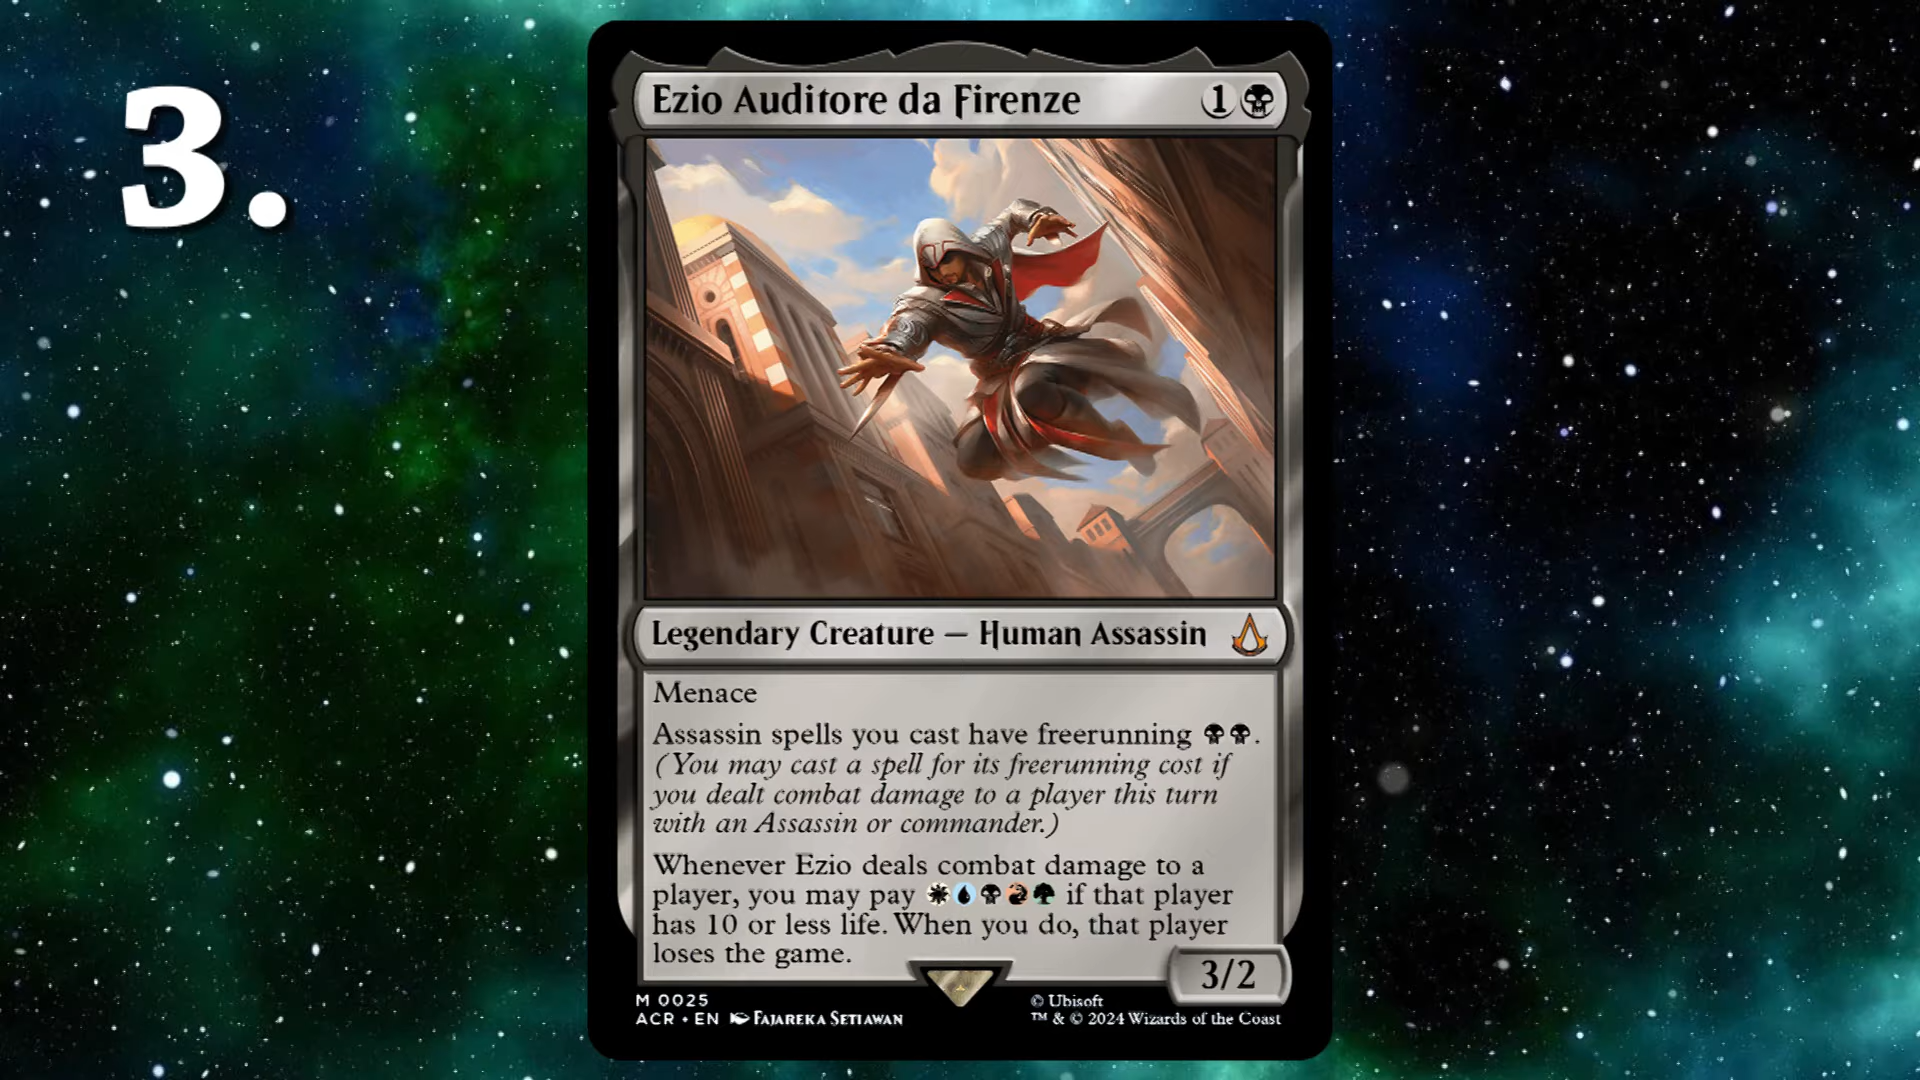 3.
Ezio Auditore da Firenze 1
Legendary Creature — Human Assassin
Menace
Assassin spells you cast have freerunning .
(You may cast a spell for its freerunning cost if
you dealt combat damage to a player this turn
with an Assassin or commander.)
Whenever Ezio deals combat damage to a
player, you may pay if that player
has 10 or less life. When you do, that player
loses the game.
3/2
M 0025
ACR • EN Fajareka Setiawan
© Ubisoft
™ & © 2024 Wizards of the Coast